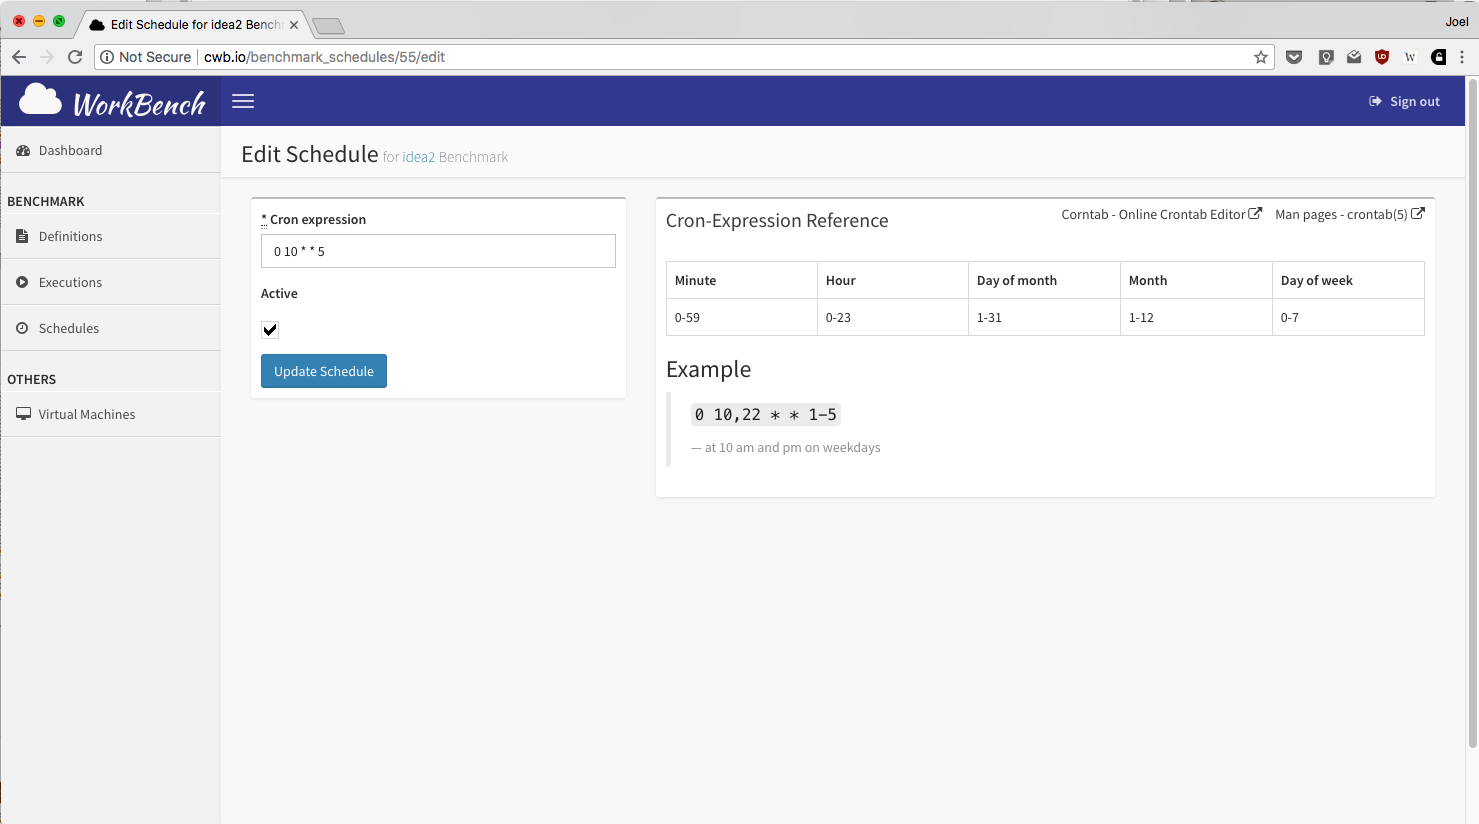 Edit Schedule for idea2 Bench
Joel
Not Secure cwb.io/benchmark_schedules/55/edit
WorkBench
Sign out
Dashboard
BENCHMARK
Definitions
Executions
Schedules
OTHERS
Virtual Machines
Edit Schedule for idea2 Benchmark
* Cron expression
0 10 * * 5
Active
Update Schedule
Cron-Expression Reference
Corntab - Online Crontab Editor Man pages - crontab(5)
Minute Hour Day of month Month Day of week
0-59 0-23 1-31 1-12 0-7
Example
0 10,22 * * 1-5
— at 10 am and pm on weekdays